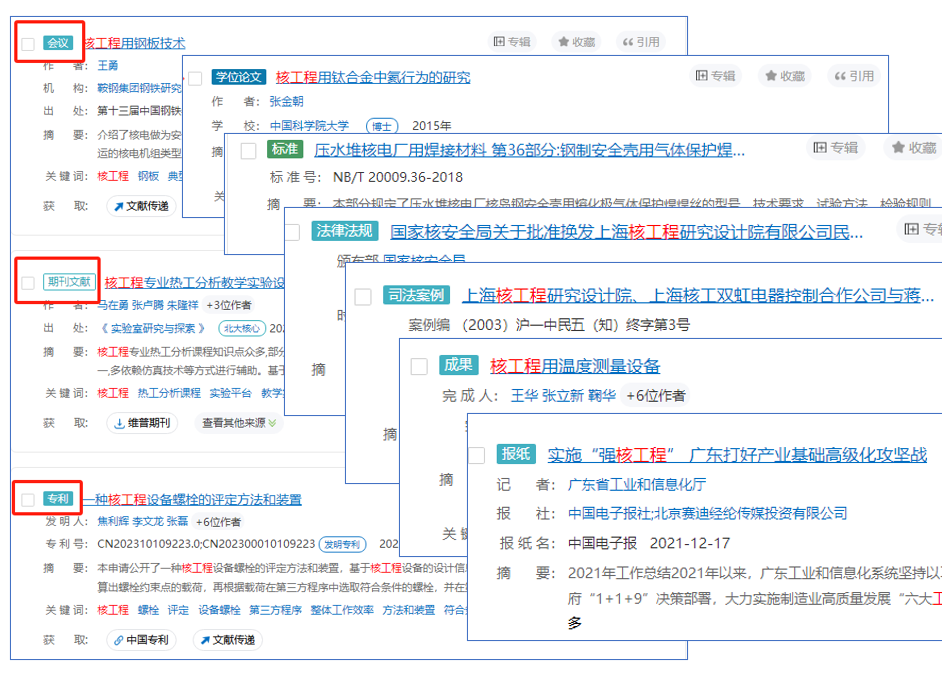 会议 核工程用钢板技术 专辑 收藏 引用
作 者: 王勇
机 构: 鞍钢集团钢铁研究
出 处: 第十三届中国钢铁
摘 要: 介绍了核电做为安
运的核电机组类型
关键词: 核工程 钢板 典型
获 取: 文献传递
学位论文 核工程用钛合金中氦行为的研究 专辑 收藏 引用
作 者: 张金朝
学 校: 中国科学院大学 博士 2015年
摘
关
标准 压水堆核电厂用焊接材料 第36部分:钢制安全壳用气体保护焊... 专辑 收藏
标准号: NB/T 20009.36-2018
摘 要: 本部分规定了压水堆核电厂核岛钢安全壳用熔化极气体保护焊焊丝的型号、技术要求、试验方法、检验规则
法律法规 国家核安全局关于批准换发上海核工程研究设计院有限公司民... 专辑
颁布部 国家核安全局
时
摘
司法案例 上海核工程研究设计院、上海核工双虹电器控制合作公司与蒋...
案例编 （2003）沪一中民五（知）终字第3号
摘
成果 核工程用温度测量设备
完成人: 王华 张立新 鞠华 +6位作者
摘
关键
报纸 实施“强核工程” 广东打好产业基础高级化攻坚战
记 者: 广东省工业和信息化厅
报 社: 中国电子报社;北京赛迪经纶传媒投资有限公司
报纸名: 中国电子报 2021-12-17
摘 要: 2021年工作总结2021年以来，广东工业和信息化系统坚持以
府“1+1+9”决策部署，大力实施制造业高质量发展“六大工
多
期刊文献 核工程专业热工分析教学实验设
作 者: 马在勇 张卢腾 朱隆祥 +3位作者
出 处: 《 实验室研究与探索 》 北大核心 202
摘 要: 核工程专业热工分析课程知识点众多,部分
一,多依赖仿真技术等方式进行辅助。基于
关键词: 核工程 热工分析课程 实验平台 教学
获 取: 维普期刊 查看其他来源
专利 一种核工程设备螺栓的评定方法和装置
发明人: 焦利辉 李文龙 张磊 +6位作者
专利号: CN202310109223.0;CN202300010109223 发明专利 202
摘 要: 本申请公开了一种核工程设备螺栓的评定方法和装置，基于核工程设备的设计信
算出螺栓约束点的载荷，再根据载荷在第三方程序中选取符合条件的螺栓，并在
关键词: 核工程 螺栓 评定 设备螺栓 第三方程序 整体工作效率 方法和装置 符合
获 取: 中国专利 文献传递